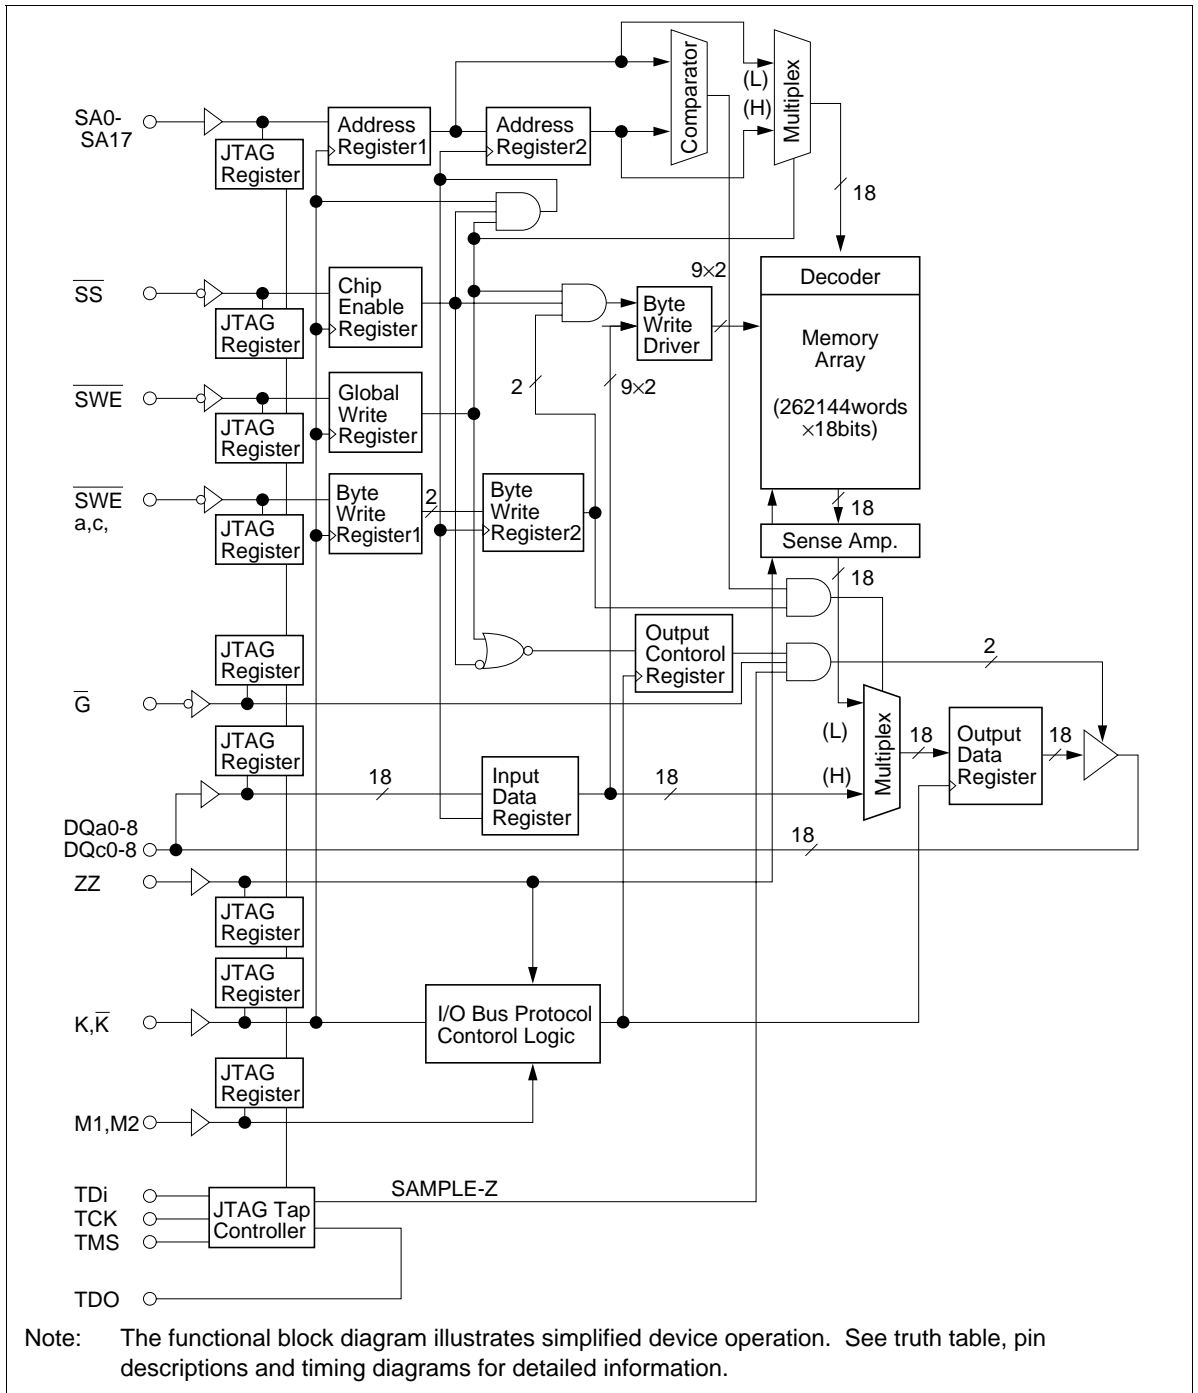 SA0-
SA17
JTAG
Register
Address
Register1
Address
Register2
Comparator
(L)
(H)
Multiplex
18
SS
JTAG
Register
Chip
Enable
Register
9×2
Byte
Write
Driver
Decoder
Memory
Array
(262144words
×18bits)
SWE
JTAG
Register
Global
Write
Register
2
9×2
SWE
a,c,
JTAG
Register
Byte
Write
Register1
2
Byte
Write
Register2
18
Sense Amp.
18
JTAG
Register
G
Output
Contorol
Register
2
JTAG
Register
(L)
(H)
Multiplex
18
Output
Data
Register
18
18
Input
Data
Register
18
DQa0-8
DQc0-8
18
ZZ
JTAG
Register
JTAG
Register
K,K
I/O Bus Protocol
Contorol Logic
JTAG
Register
M1,M2
TDi
TCK
TMS
JTAG Tap
Controller
SAMPLE-Z
TDO
Note: The functional block diagram illustrates simplified device operation. See truth table, pin
descriptions and timing diagrams for detailed information.